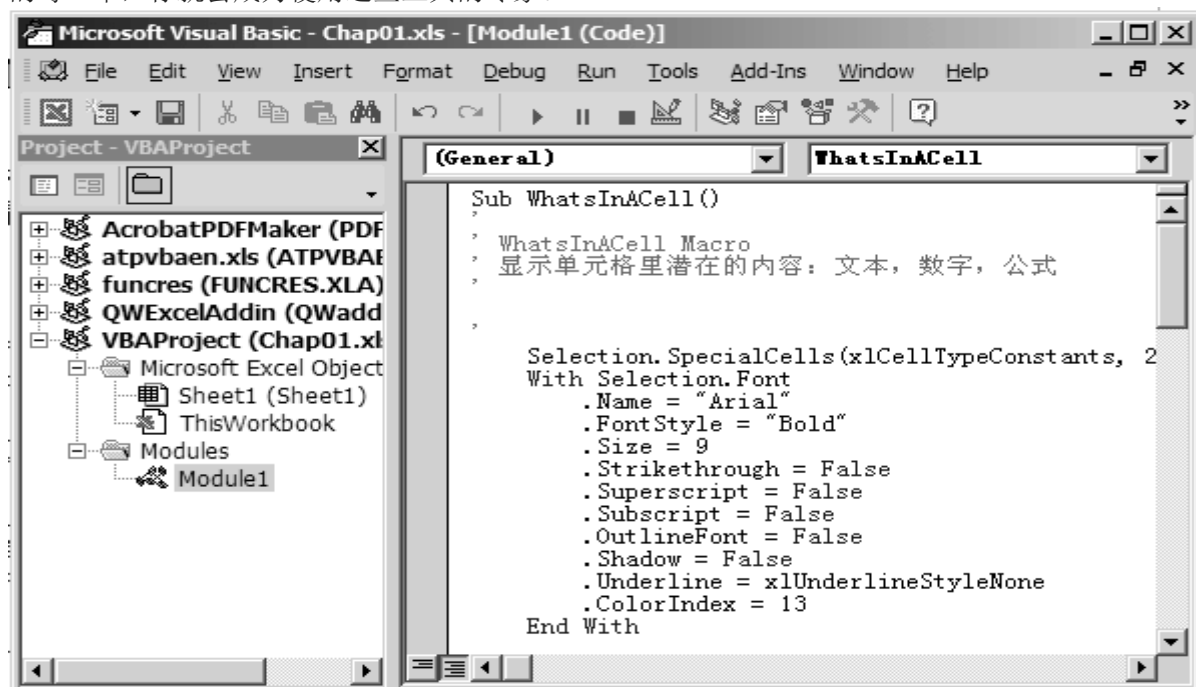 Microsoft Visual Basic - Chap01.xls - [Module1 (Code)]
File Edit View Insert Format Debug Run Tools Add-Ins Window Help
Project - VBAProject
AcrobatPDFMaker (PDF
atpvbaen.xls (ATPVBAE
funcres (FUNCRES.XLA)
QWExcelAddin (QWadd
VBAProject (Chap01.xl
Microsoft Excel Object
Sheet1 (Sheet1)
ThisWorkbook
Modules
Module1
(General) WhatsInACell
Sub WhatsInACell()
'
' WhatsInACell Macro
' 显示单元格里潜在的内容：文本，数字，公式
'
'
Selection.SpecialCells(xlCellTypeConstants, 2
With Selection.Font
.Name = "Arial"
.FontStyle = "Bold"
.Size = 9
.Strikethrough = False
.Superscript = False
.Subscript = False
.OutlineFont = False
.Shadow = False
.Underline = xlUnderlineStyleNone
.ColorIndex = 13
End With